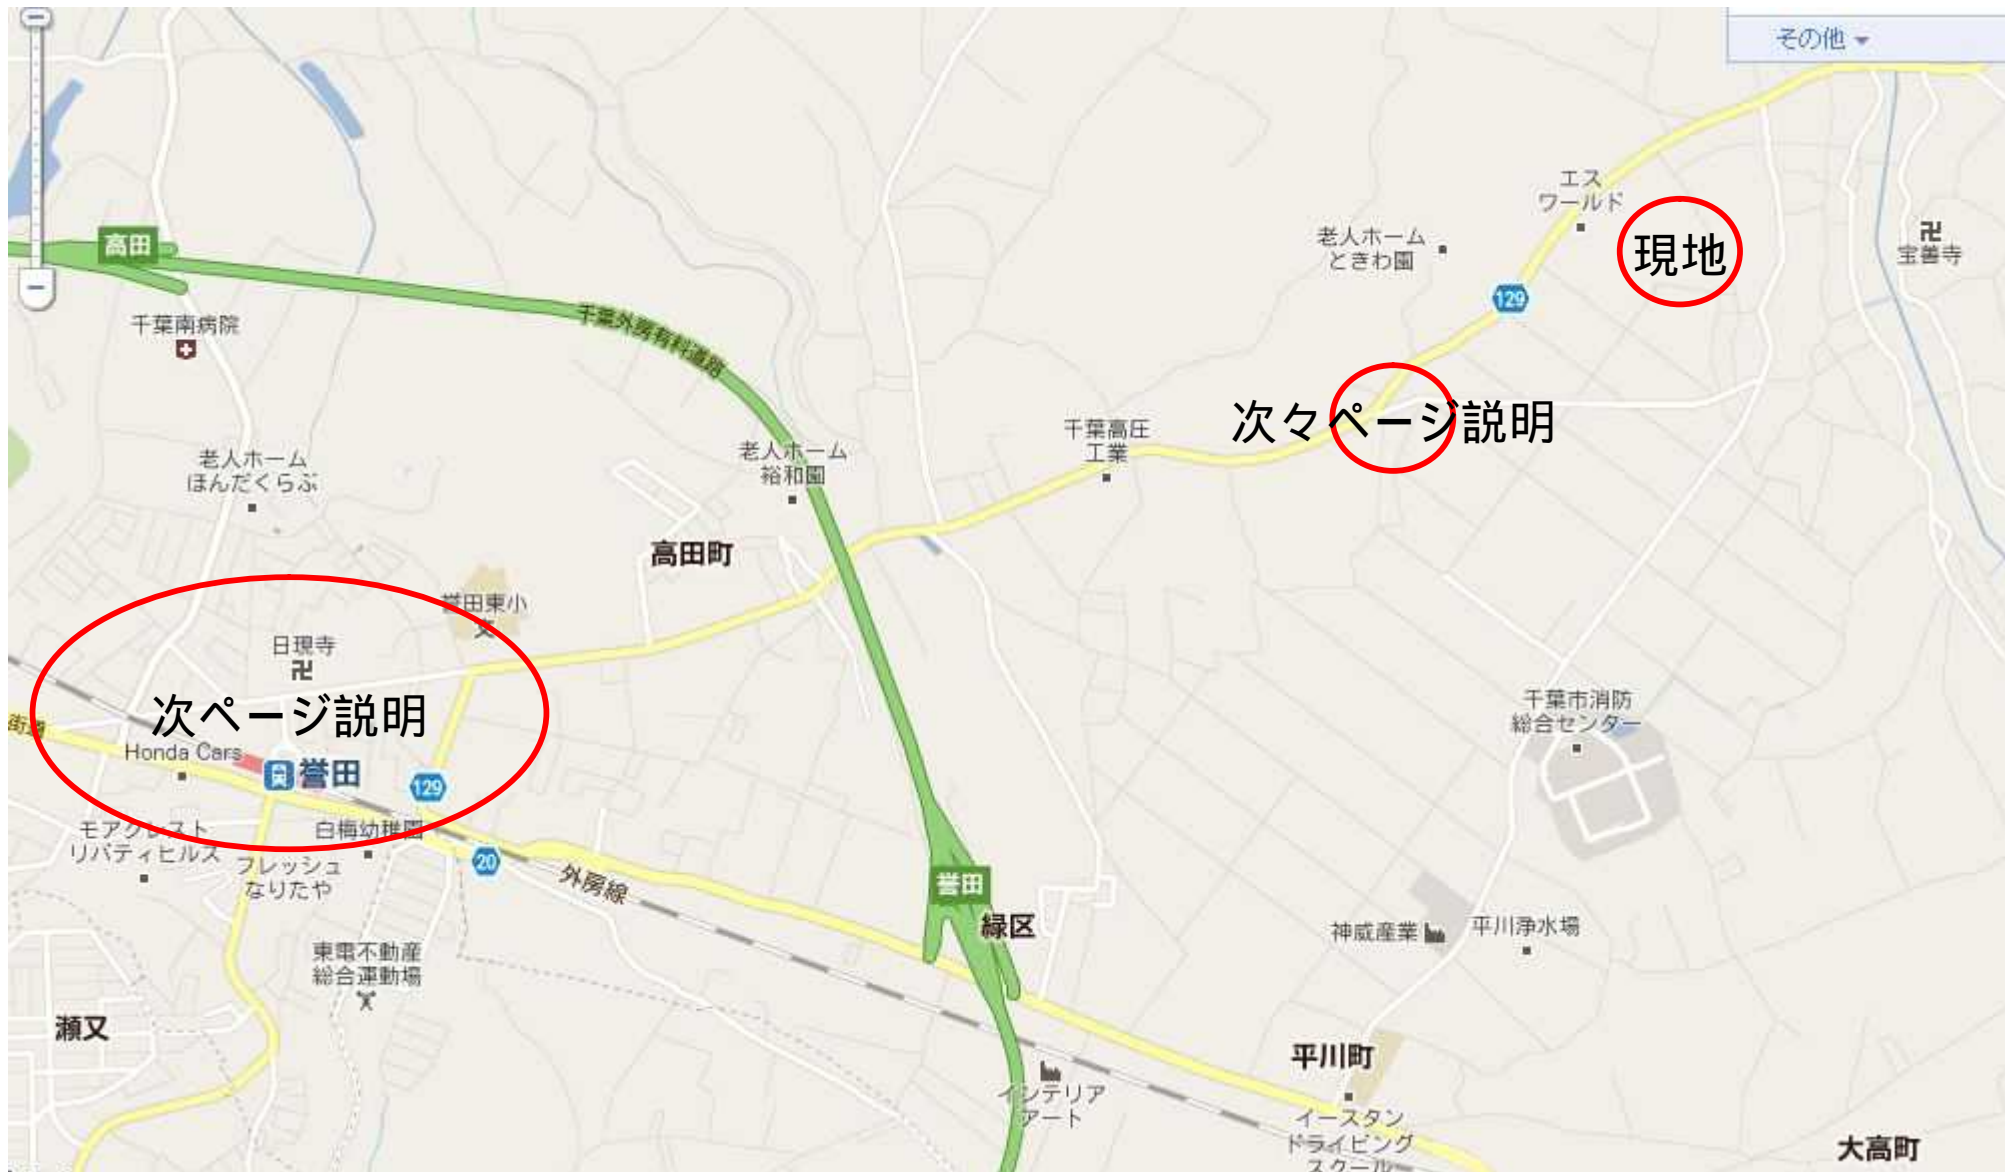 その他
高田
千葉外房有料道路
千葉南病院
エス
ワールド
老人ホーム
ときわ園
現地
宝善寺
129
次々ページ説明
千葉高圧
工業
老人ホーム
ほんだくらぶ
老人ホーム
裕和園
高田町
誉田東小
日現寺
次ページ説明
街道
Honda Cars
誉田
129
千葉市消防
総合センター
モアクレスト
リバティヒルズ
白梅幼稚園
フレッシュ
なりたや
20
外房線
誉田
緑区
神威産業
平川浄水場
東電不動産
総合運動場
瀬又
平川町
インテリア
アート
イースタン
ドライビング
スクール
大高町